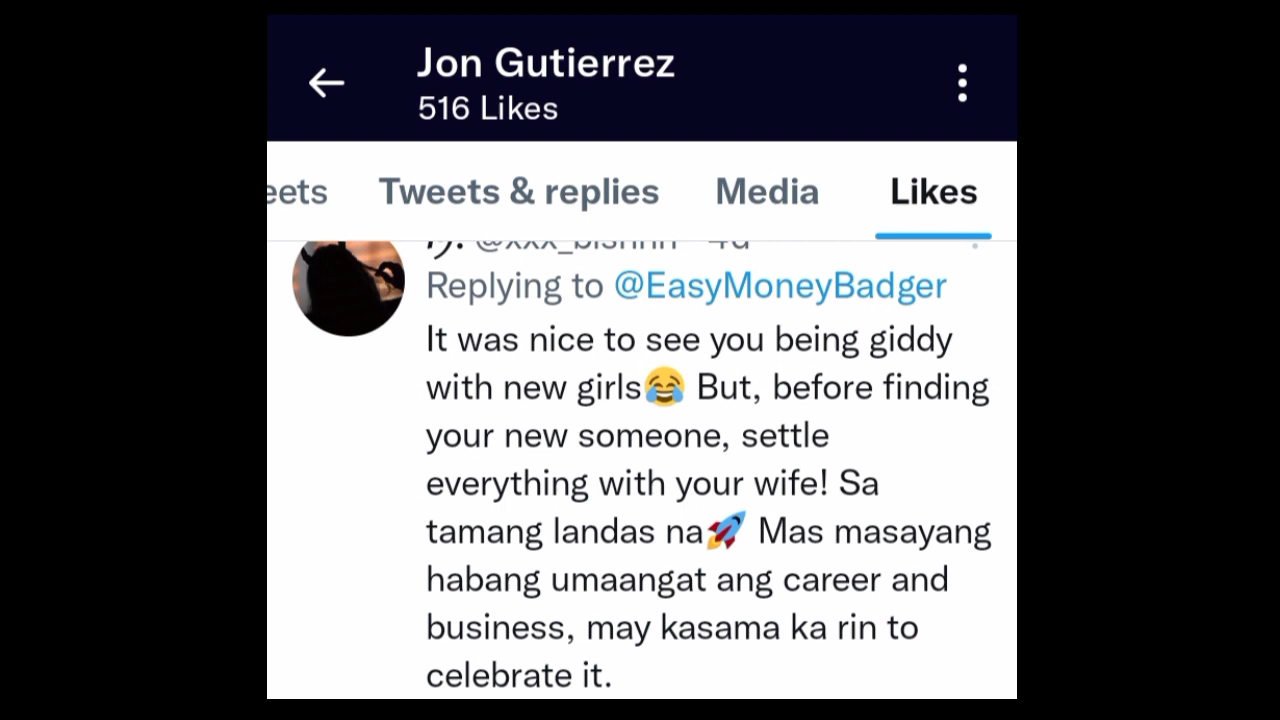 Jon Gutierrez
516 Likes
eets Tweets & replies Media Likes
Replying to @EasyMoneyBadger
It was nice to see you being giddy
with new girls😂 But, before finding
your new someone, settle
everything with your wife! Sa
tamang landas na🚀 Mas masayang
habang umaangat ang career and
business, may kasama ka rin to
celebrate it.